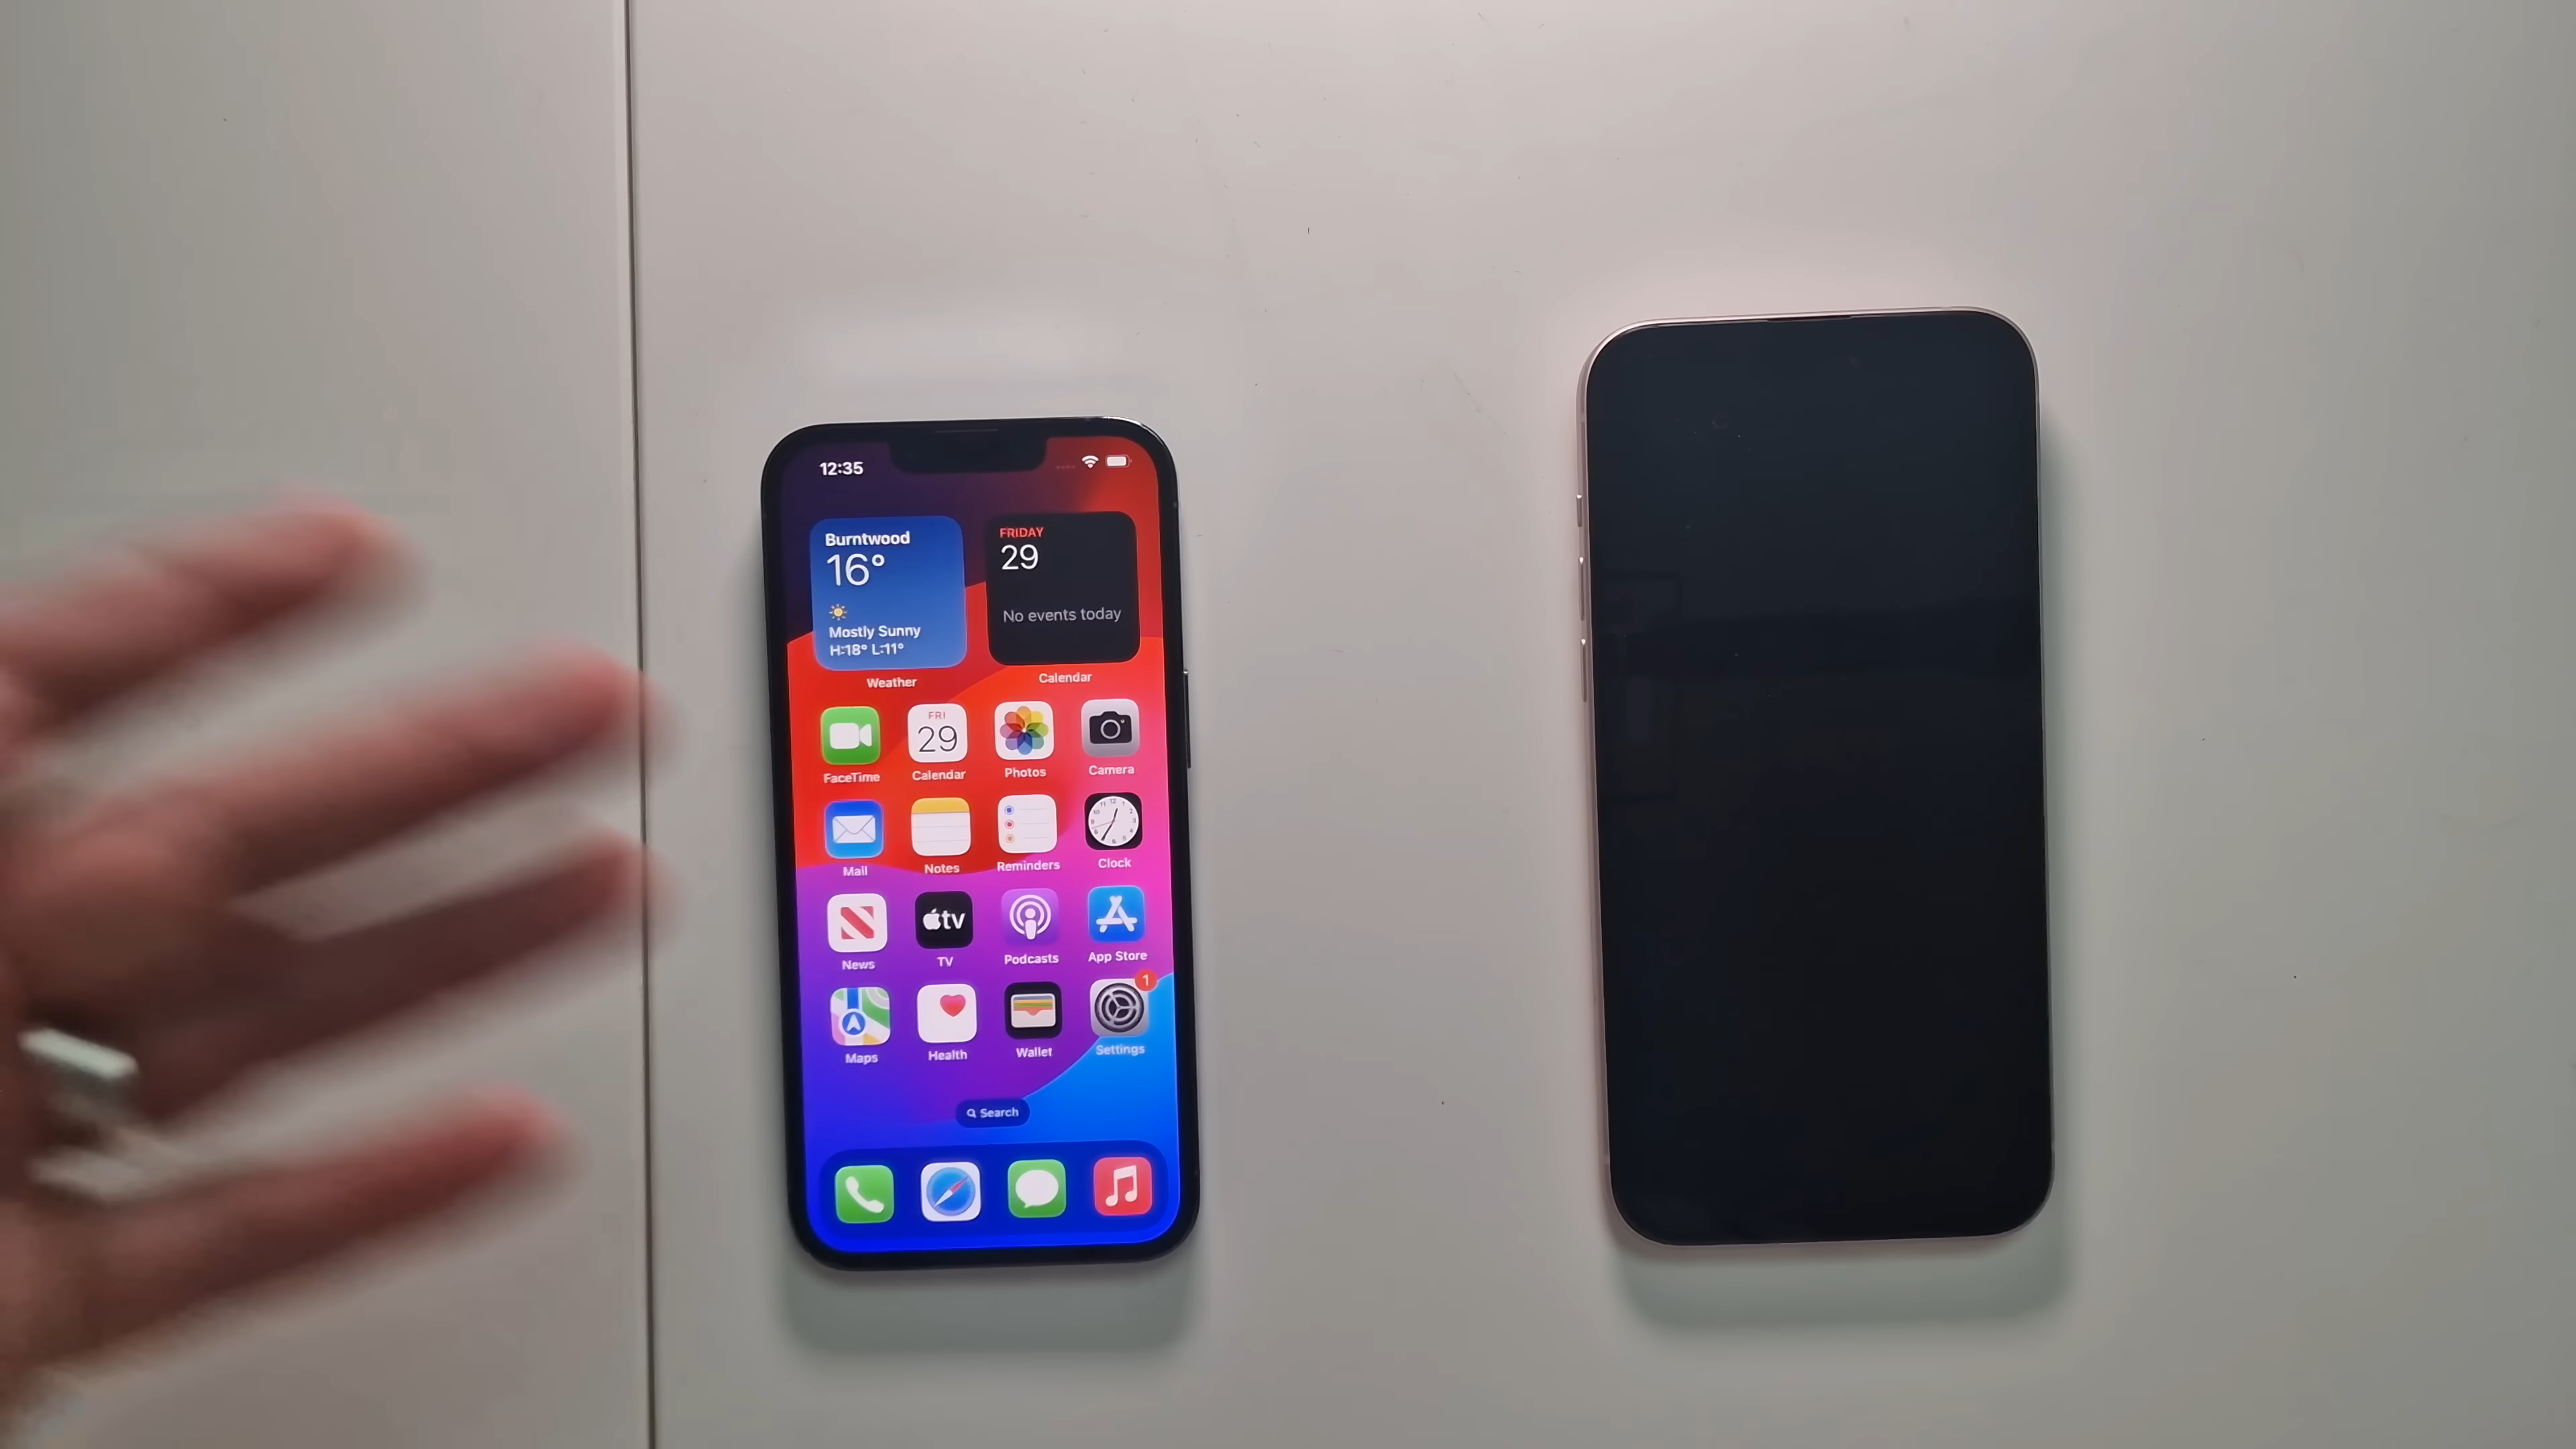 12:35
Burntwood
16°
Mostly Sunny
H:18° L:11°
Weather
FRIDAY
29
No events today
Calendar
FaceTime
FRI
29
Calendar
Photos
Camera
Mail
Notes
Reminders
Clock
News
tv
TV
Podcasts
App Store
Maps
Health
Wallet
1
Settings
Search